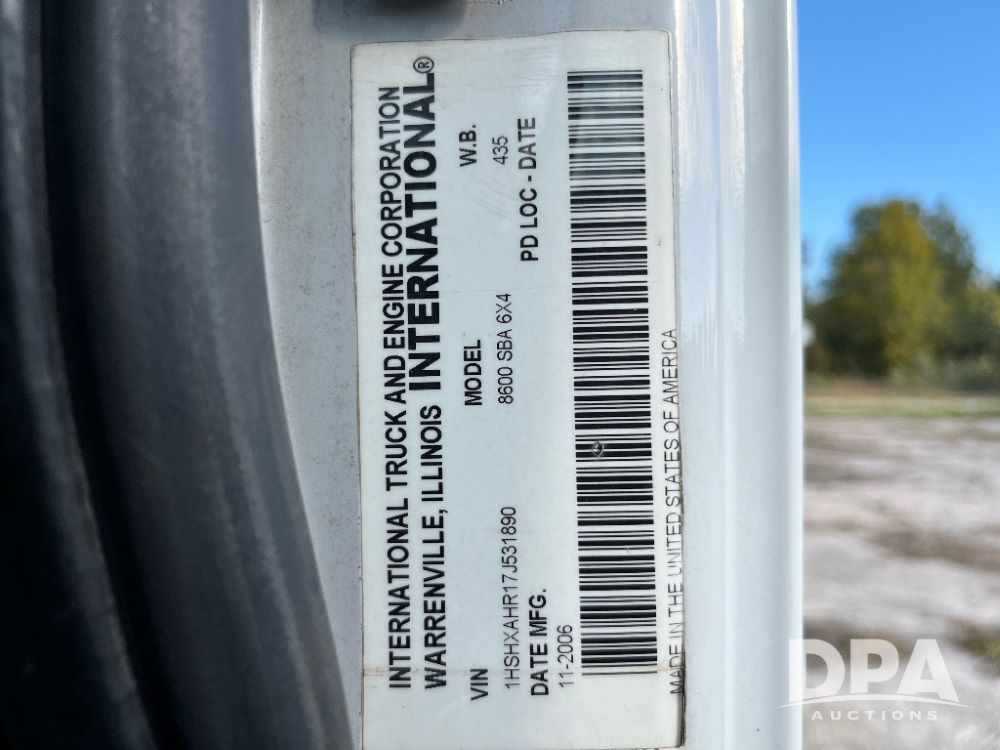 INTERNATIONAL TRUCK AND ENGINE CORPORATION
WARRENVILLE, ILLINOIS INTERNATIONAL®
VIN MODEL W.B.
1HSHXAHR17J531890 8600 SBA 6X4 435
DATE MFG. PD LOC - DATE
11-2006
MADE IN THE UNITED STATES OF AMERICA
DPA
AUCTIONS